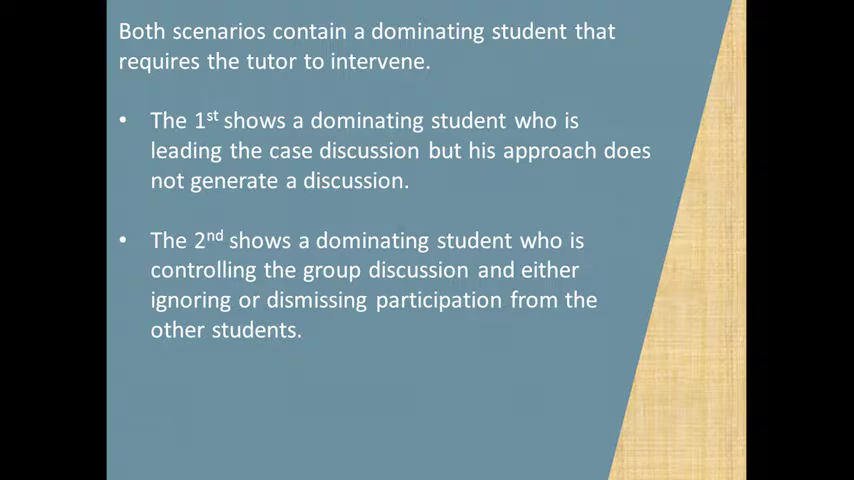 Both scenarios contain a dominating student that
requires the tutor to intervene.
• The 1st shows a dominating student who is
leading the case discussion but his approach does
not generate a discussion.
• The 2nd shows a dominating student who is
controlling the group discussion and either
ignoring or dismissing participation from the
other students.